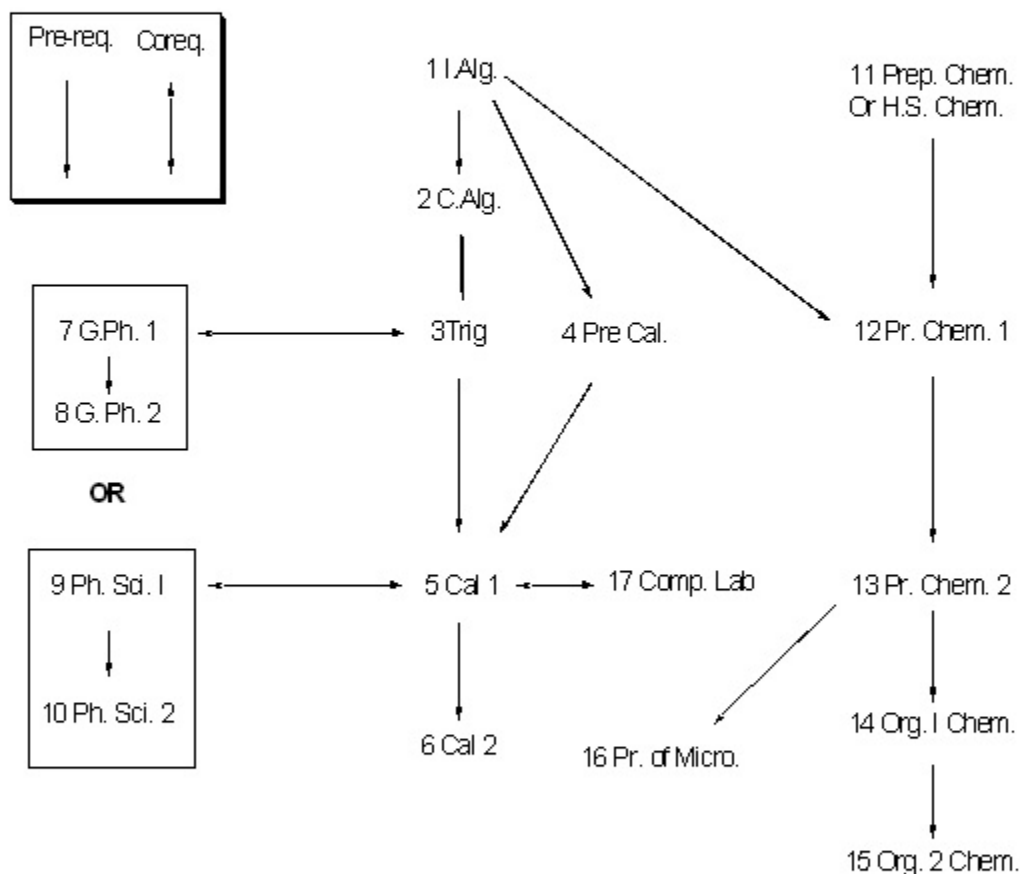 Pre-req. Coreq.
1 I.Alg.
11 Prep. Chem.
Or H.S. Chem.
2 C.Alg.
7 G.Ph. 1
3Trig
4 Pre Cal.
12 Pr. Chem. 1
8 G. Ph. 2
OR
9 Ph. Sci. I
5 Cal 1
17 Comp. Lab
13 Pr. Chem. 2
10 Ph. Sci. 2
6 Cal 2
16 Pr. of Micro.
14 Org. I Chem.
15 Org. 2 Chem.